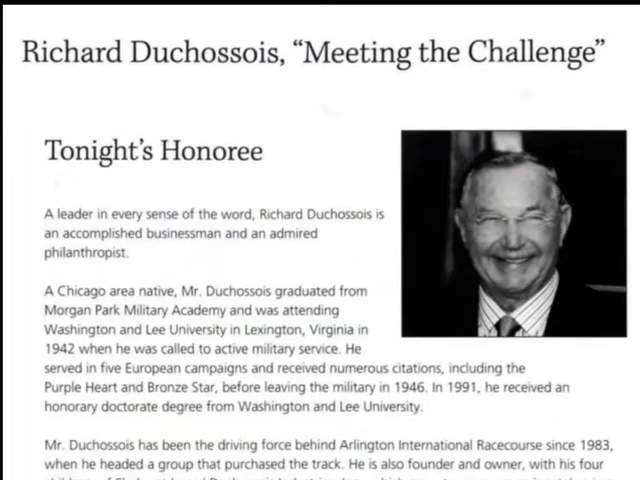 Richard Duchossois, “Meeting the Challenge”
Tonight’s Honoree
A leader in every sense of the word, Richard Duchossois is
an accomplished businessman and an admired
philanthropist.
A Chicago area native, Mr. Duchossois graduated from
Morgan Park Military Academy and was attending
Washington and Lee University in Lexington, Virginia in
1942 when he was called to active military service. He
served in five European campaigns and received numerous citations, including the
Purple Heart and Bronze Star, before leaving the military in 1946. In 1991, he received an
honorary doctorate degree from Washington and Lee University.
Mr. Duchossois has been the driving force behind Arlington International Racecourse since 1983,
when he headed a group that purchased the track. He is also founder and owner, with his four